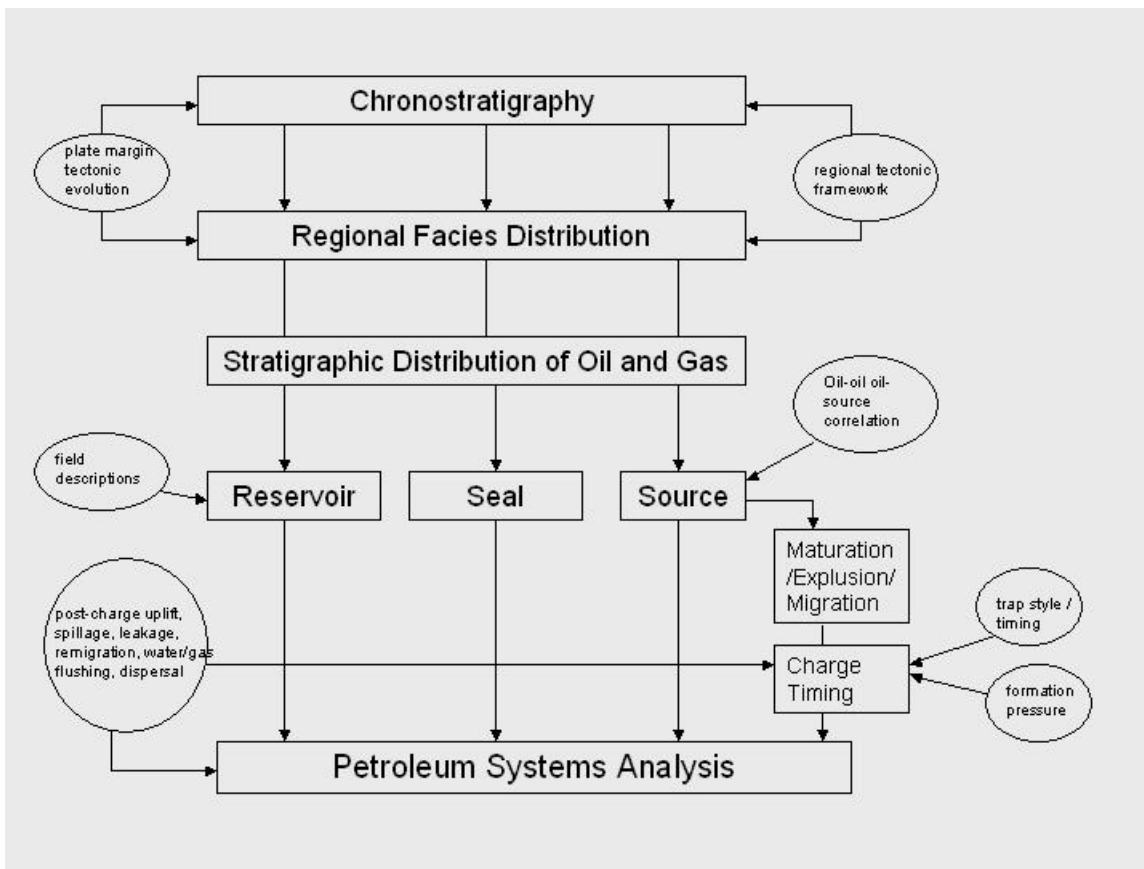 Chronostratigraphy
plate margin
tectonic
evolution
regional tectonic
framework
Regional Facies Distribution
Stratigraphic Distribution of Oil and Gas
Oil-oil oil-
source
correlation
field
descriptions
Reservoir
Seal
Source
Maturation
/Explusion/
Migration
post-charge uplift,
spillage, leakage,
remigration, water/gas
flushing, dispersal
trap style /
timing
Charge
Timing
formation
pressure
Petroleum Systems Analysis